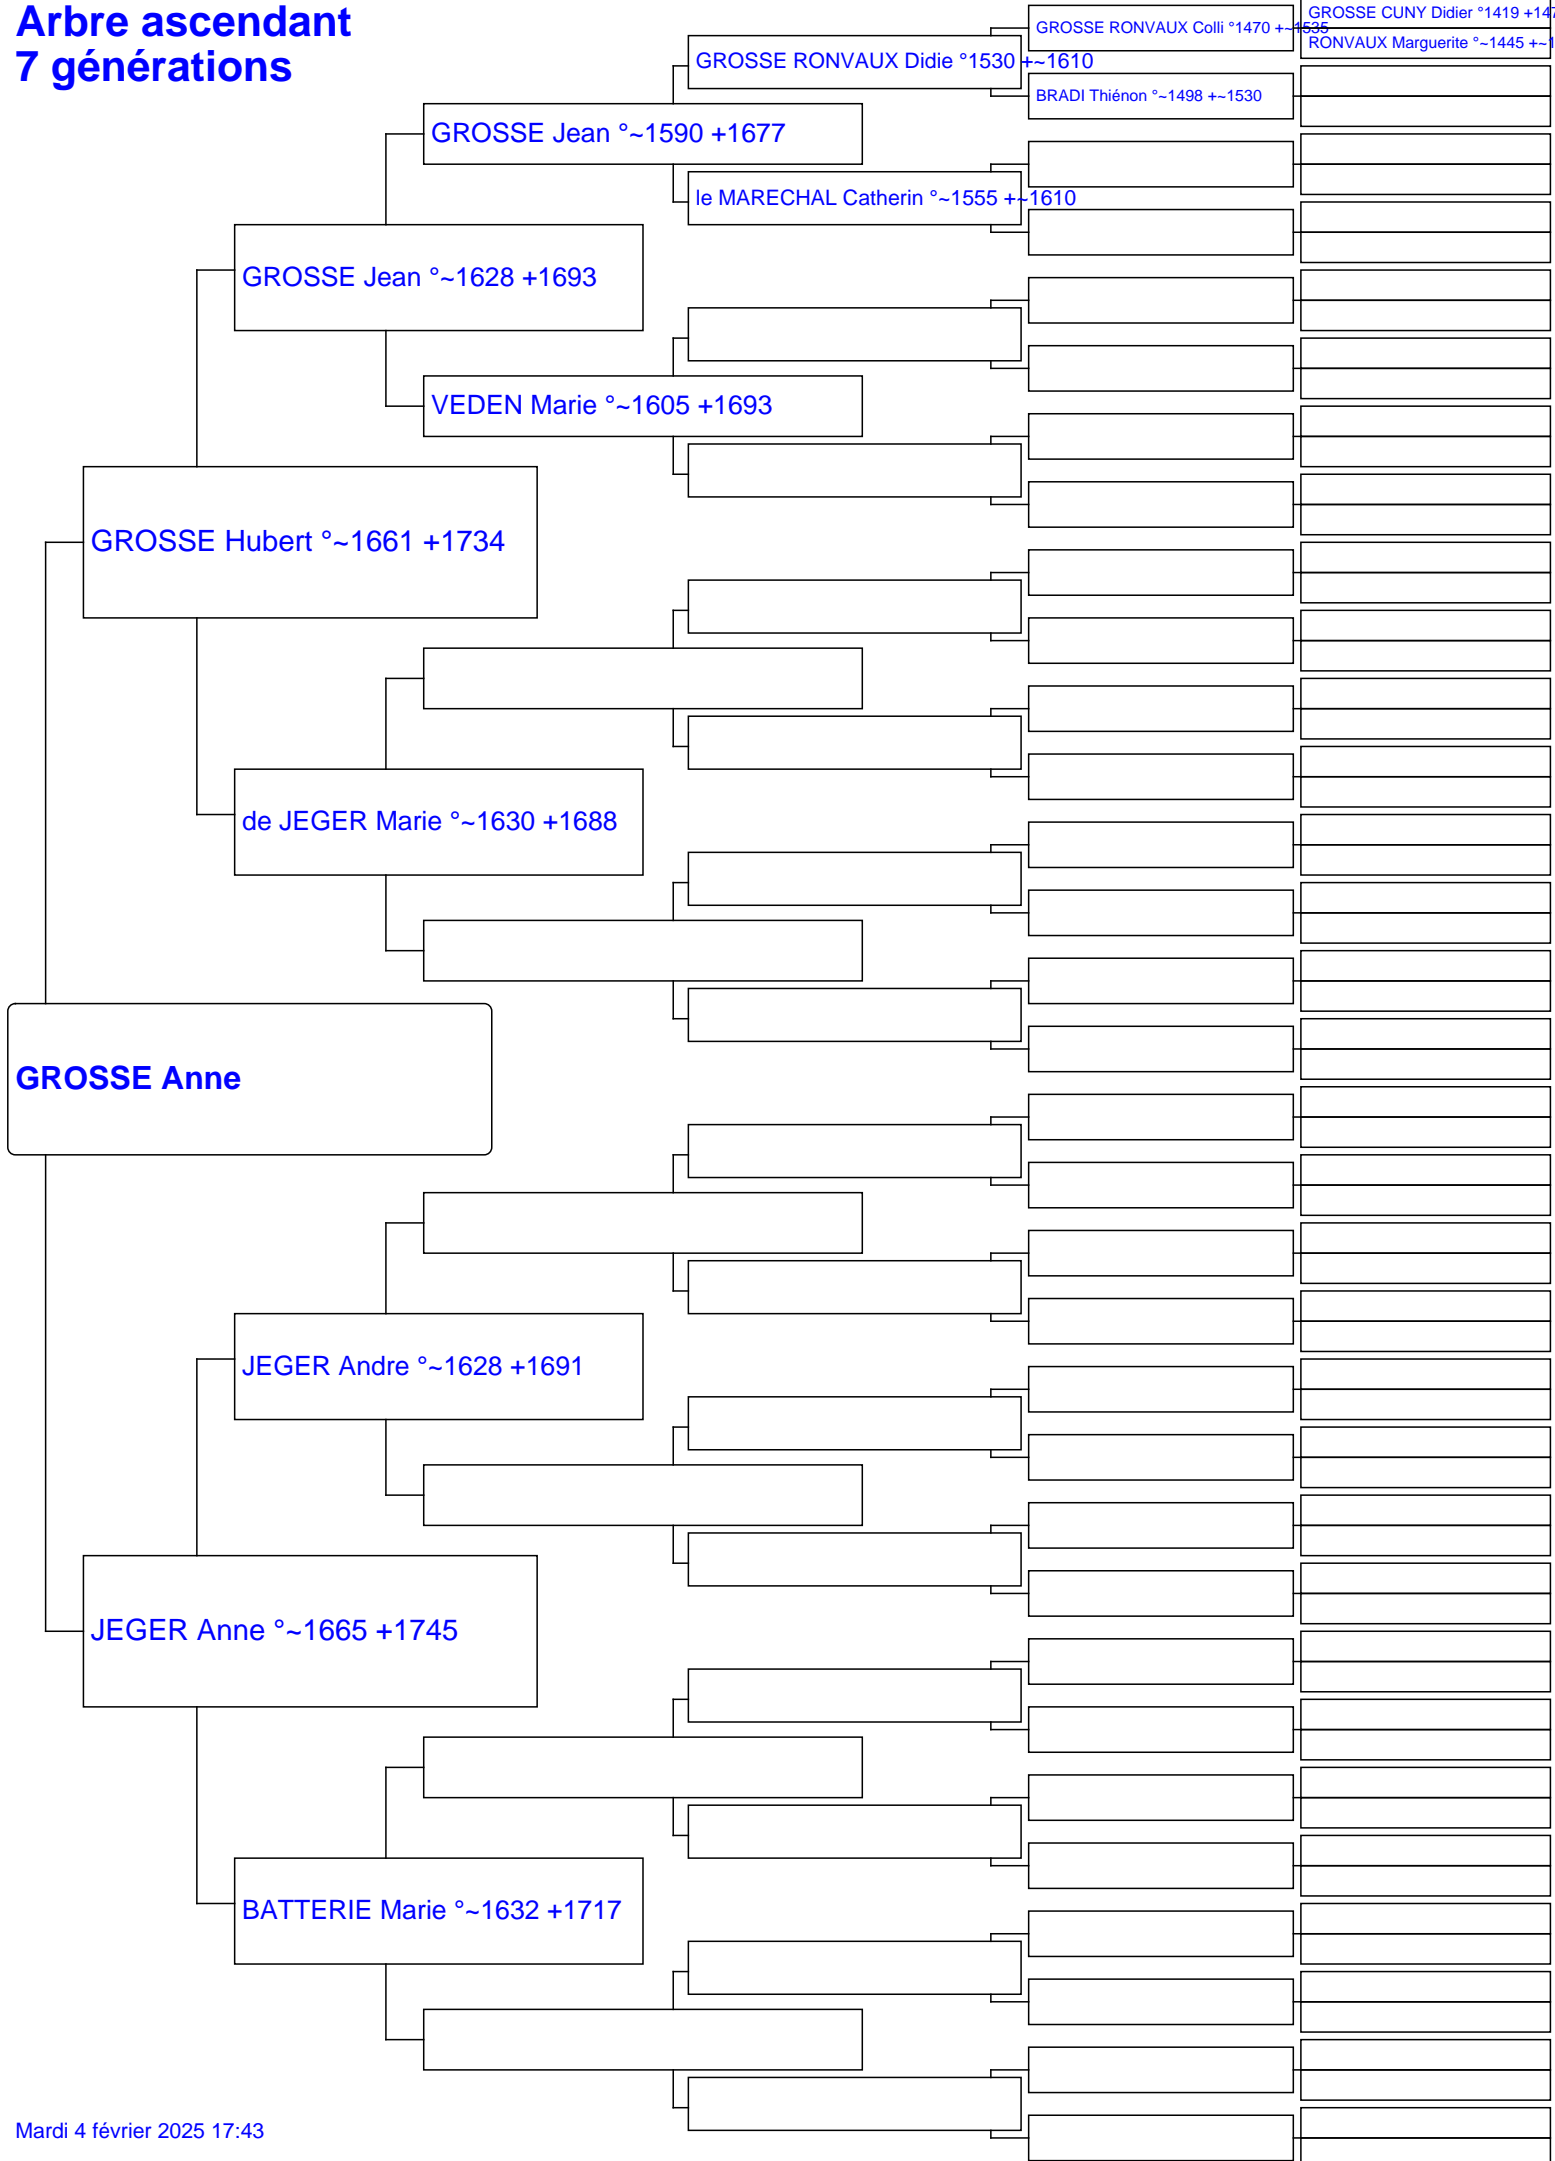 Arbre ascendant
7 générations
GROSSE CUNY Didier °1419
GROSSE RONVAUX Colli °1470 +~1535
RONVAUX Marguerite °~1445
GROSSE RONVAUX Didie °1530 +~1610
BRADI Thiénon °~1498 +~1530
GROSSE Jean °~1590 +1677
le MARECHAL Catherin °~1555 +~1610
GROSSE Jean °~1628 +1693
VEDEN Marie °~1605 +1693
GROSSE Hubert °~1661 +1734
de JEGER Marie °~1630 +1688
GROSSE Anne
JEGER Andre °~1628 +1691
JEGER Anne °~1665 +1745
BATTERIE Marie °~1632 +1717
Mardi 4 février 2025 17:43